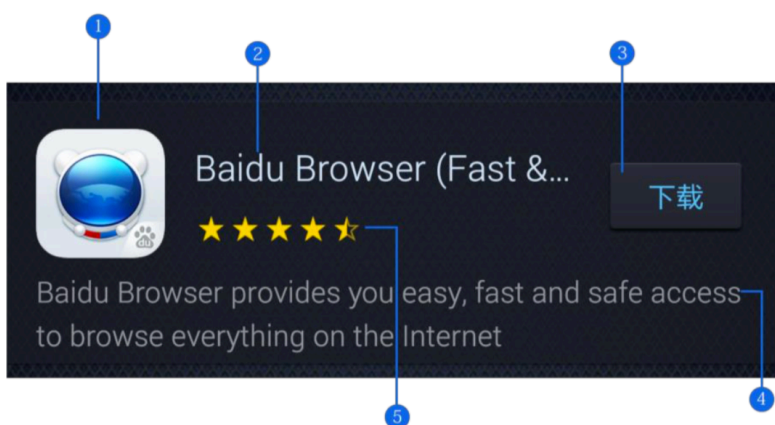 1
2
3
Baidu Browser (Fast &...
下载
du
Baidu Browser provides you easy, fast and safe access
to browse everything on the Internet
4
5